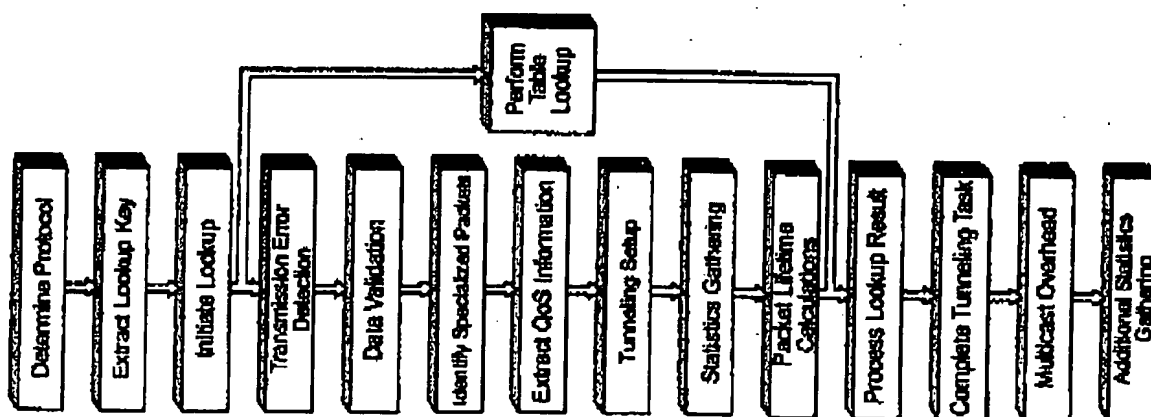 Determine Protocol
Extract Lookup Key
Initiate Lookup
Transmission Error
Detection
Data Validation
Identify Specialized Packets
Extract QoS Information
Tunneling Setup
Statistics Gathering
Packet Lifetime
Calculations
Process Lookup Result
Complete Tunneling Task
Multicast Overhead
Additional Statistics
Gathering
Perform
Table
Lookup